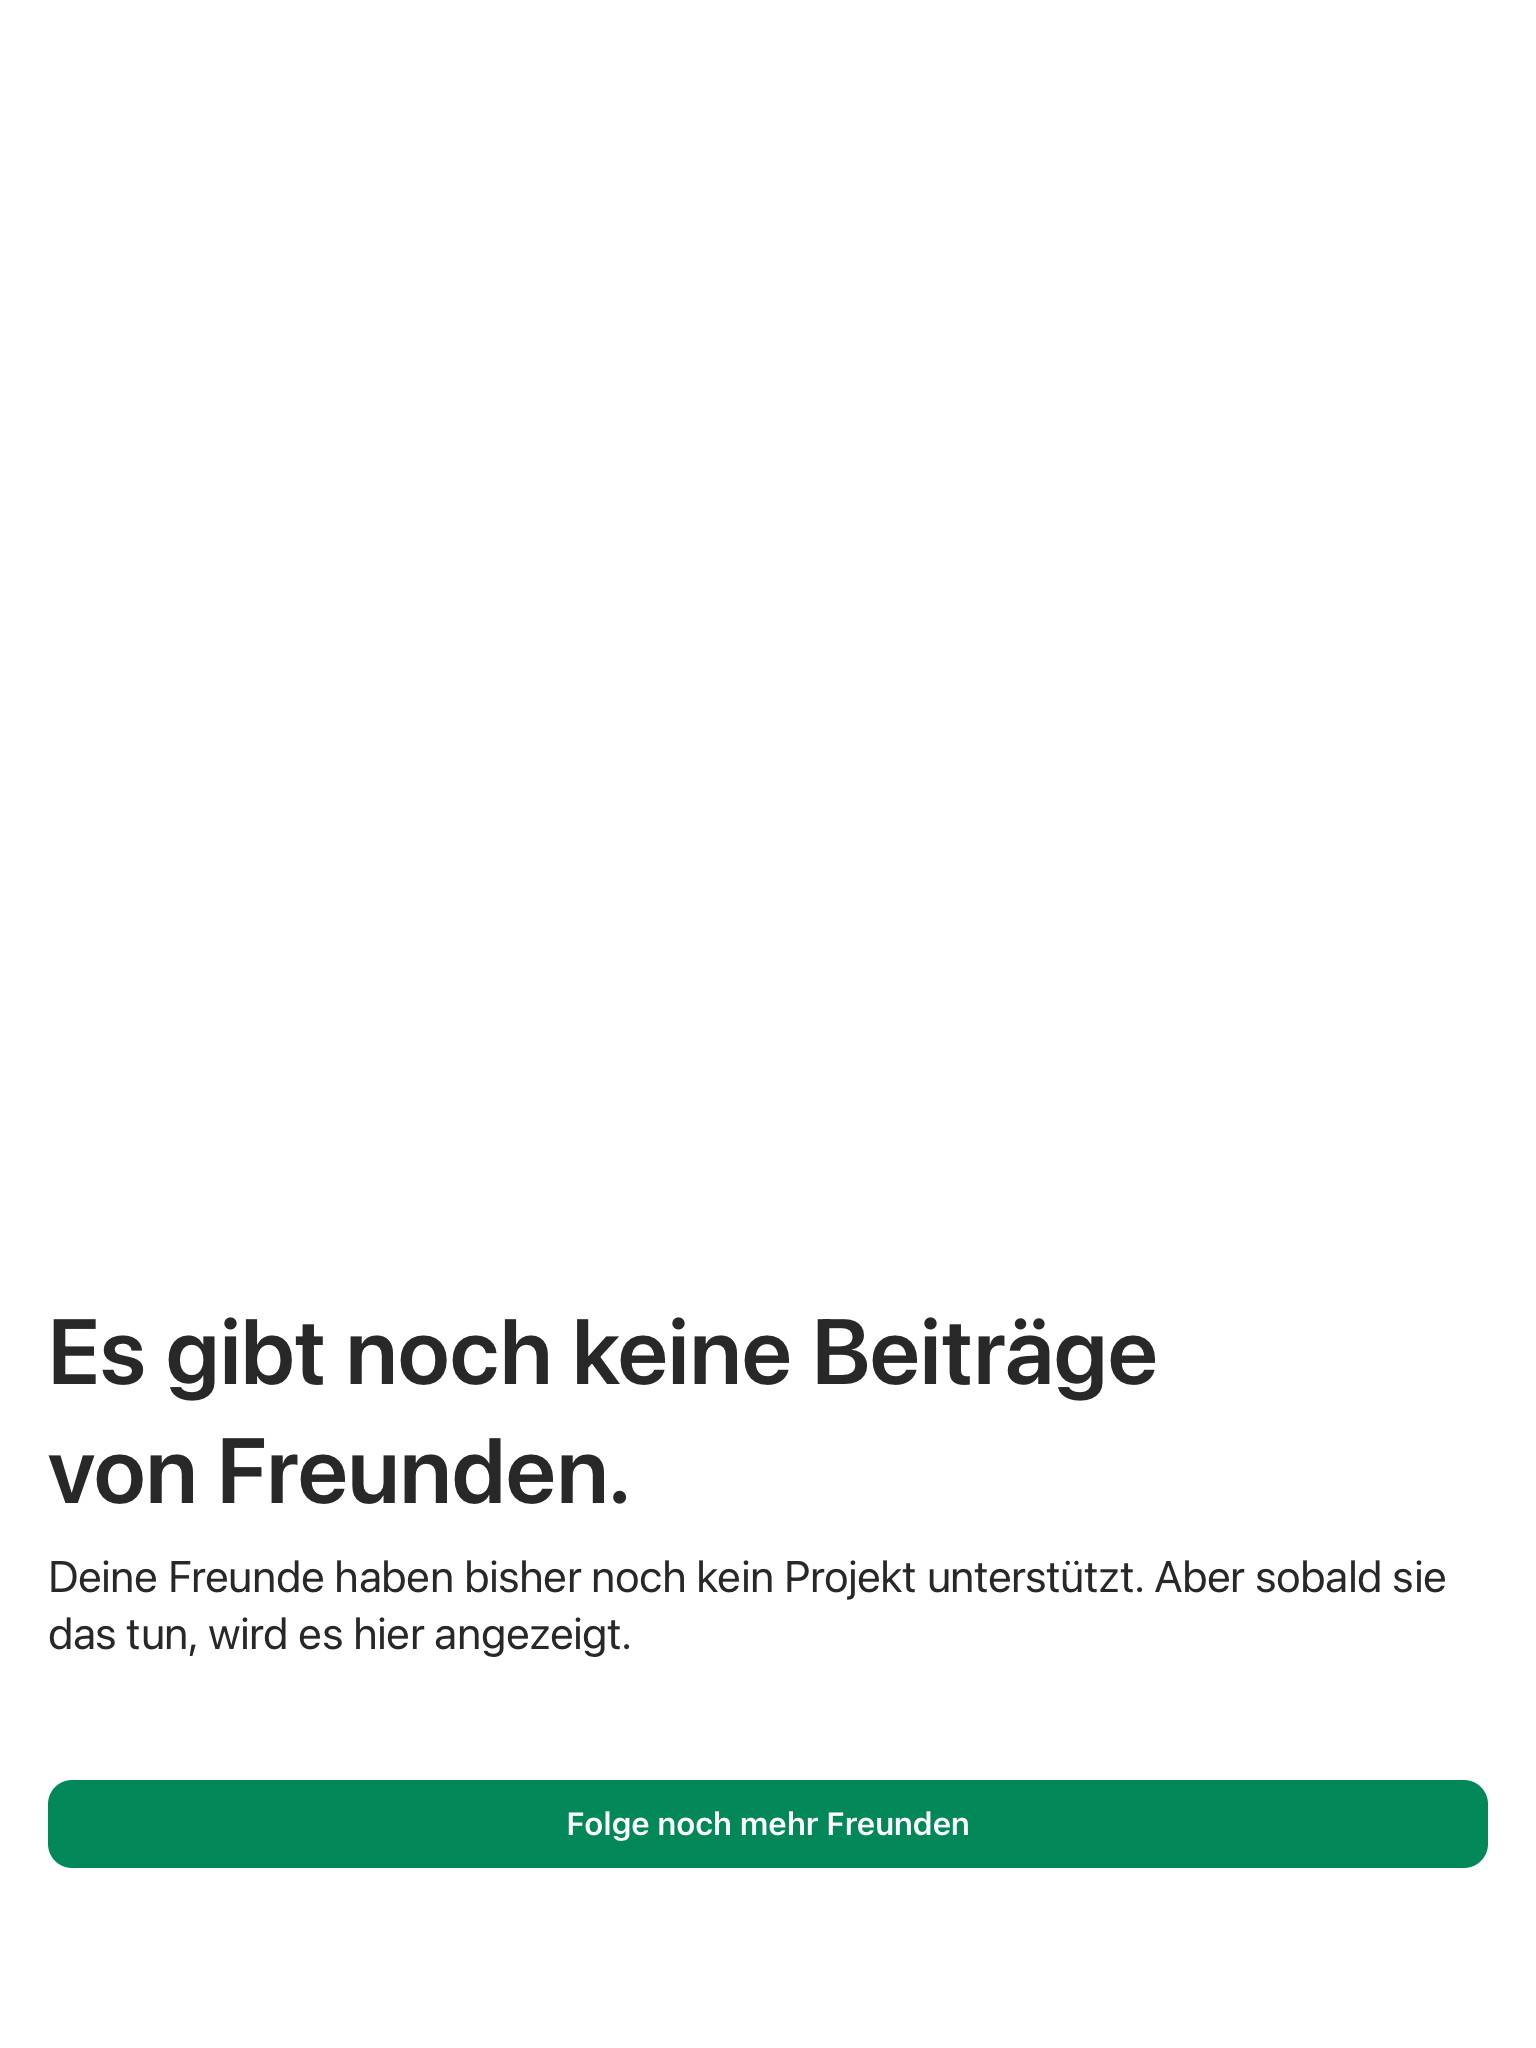 Es gibt noch keine Beiträge
von Freunden.
Deine Freunde haben bisher noch kein Projekt unterstützt. Aber sobald sie
das tun, wird es hier angezeigt.
Folge noch mehr Freunden